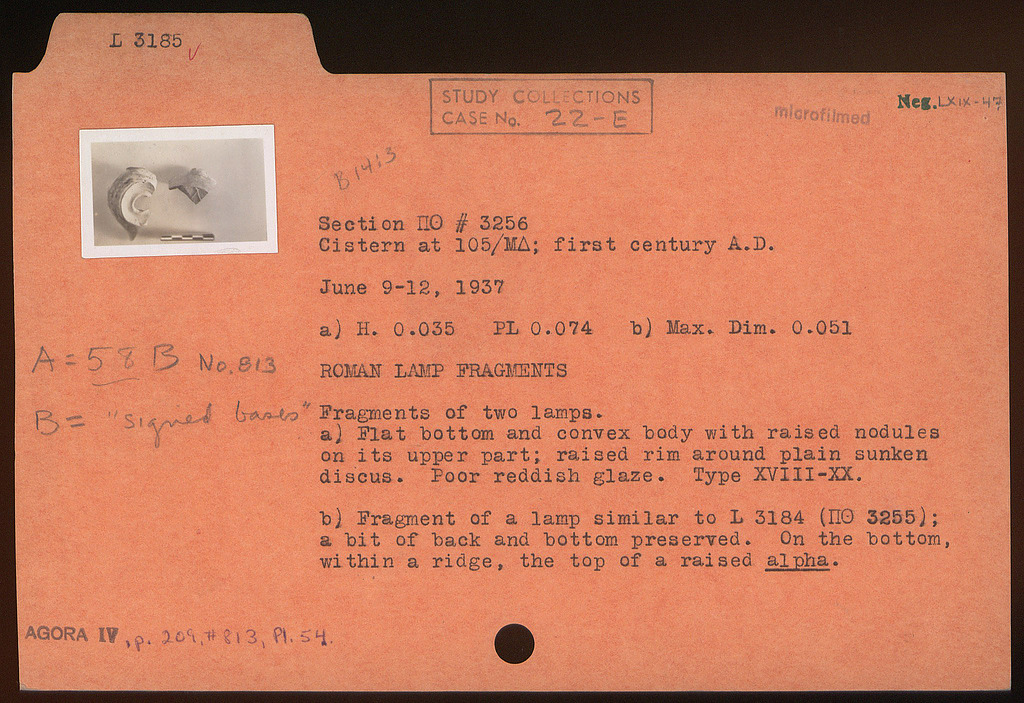 L 3185 ✓
STUDY COLLECTIONS
CASE No. 22-E
microfilmed
Neg. LXIX-47
B 14:3
Section ΠΘ # 3256
Cistern at 105/ΜΔ; first century A.D.
June 9-12, 1937
a) H. 0.035 PL 0.074 b) Max. Dim. 0.051
A = 58 B No. 813
ROMAN LAMP FRAGMENTS
B = "signed bases"
Fragments of two lamps.
a) Flat bottom and convex body with raised nodules
on its upper part; raised rim around plain sunken
discus. Poor reddish glaze. Type XVIII-XX.
b) Fragment of a lamp similar to L 3184 (ΠΘ 3255);
a bit of back and bottom preserved. On the bottom,
within a ridge, the top of a raised alpha.
AGORA IV, p. 209, #813, Pl. 54.